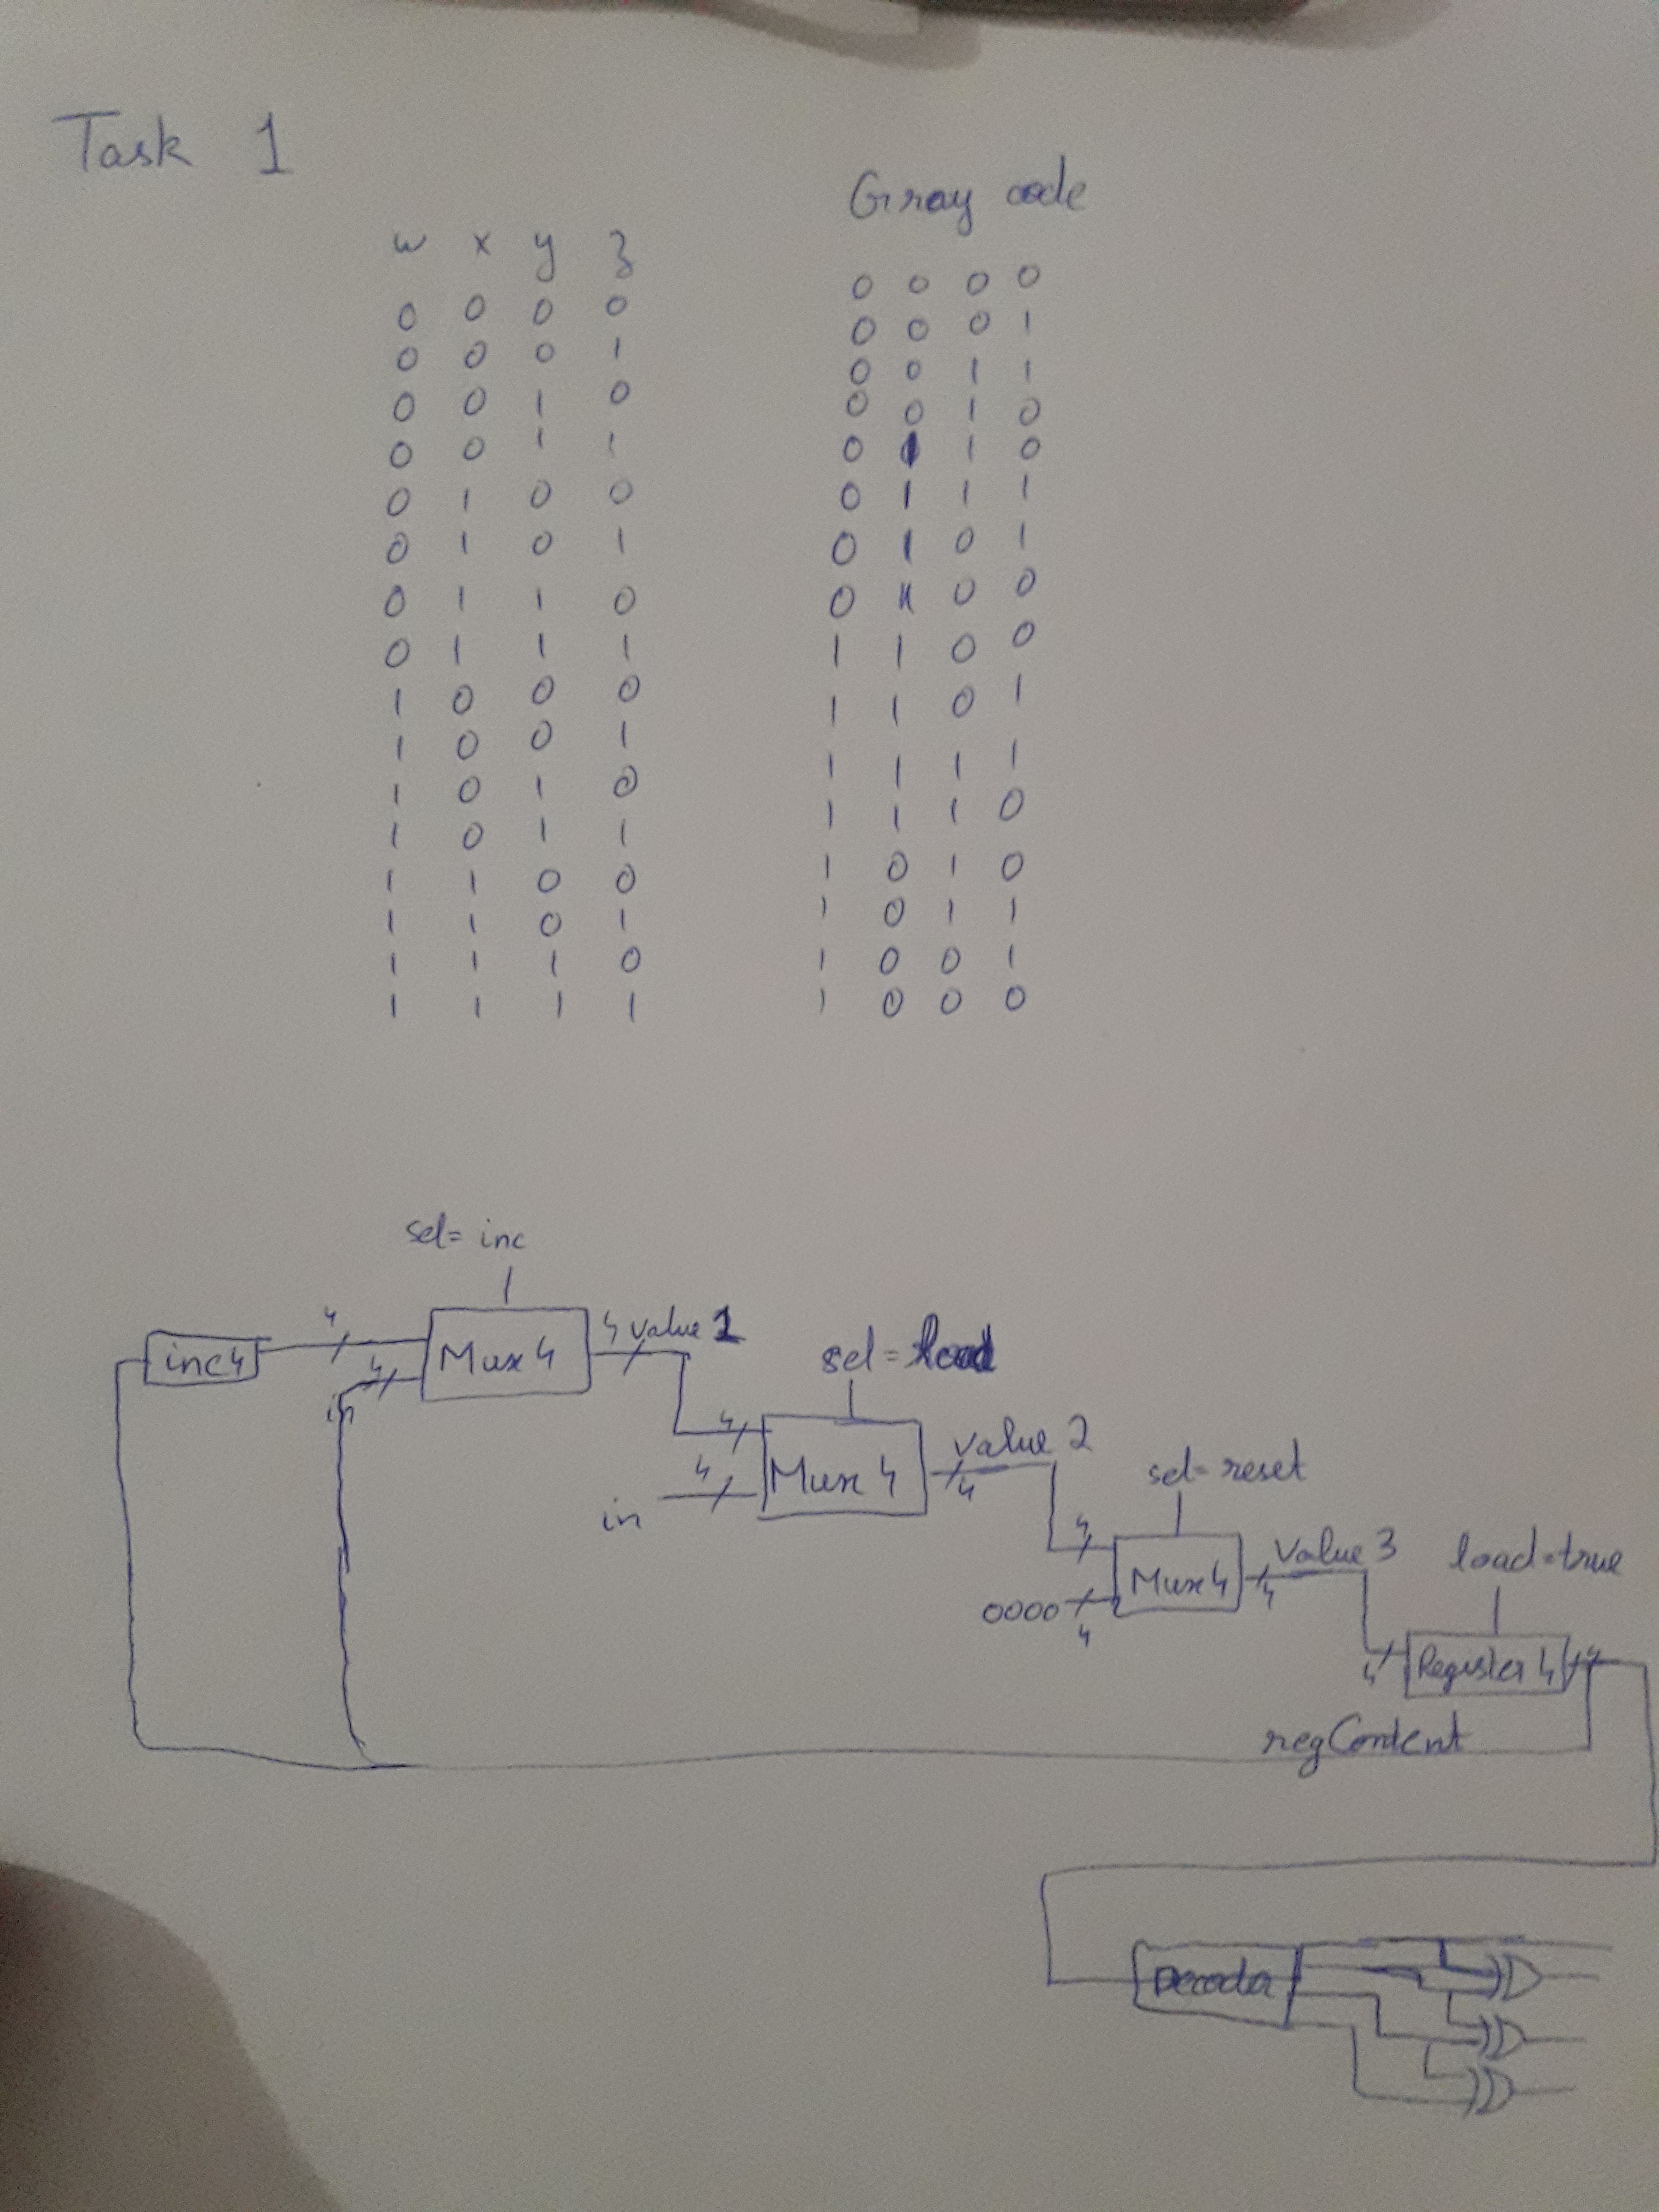 Task 1
Gray code
w x y z
0 0 0 0 0 0 0 0
0 0 0 1 0 0 0 1
0 0 1 0 0 0 1 1
0 0 1 1 0 0 1 0
0 1 0 0 0 1 1 0
0 1 0 1 0 1 1 1
0 1 1 0 0 1 0 1
0 1 1 1 0 1 0 0
1 0 0 0 1 1 0 0
1 0 0 1 1 1 0 1
1 0 1 0 1 1 1 1
1 0 1 1 1 1 1 0
1 1 0 0 1 0 1 0
1 1 0 1 1 0 1 1
1 1 1 0 1 0 0 1
1 1 1 1 1 0 0 0
sel= inc
4 4 value 1
inc4 4 Mux 4 sel = load
in
4 value 2
4 Mux 4 4 sel= reset
in
4 value 3 load=true
Mux 4 4
0000 4
4 Register 4 4
regContent
Decoder